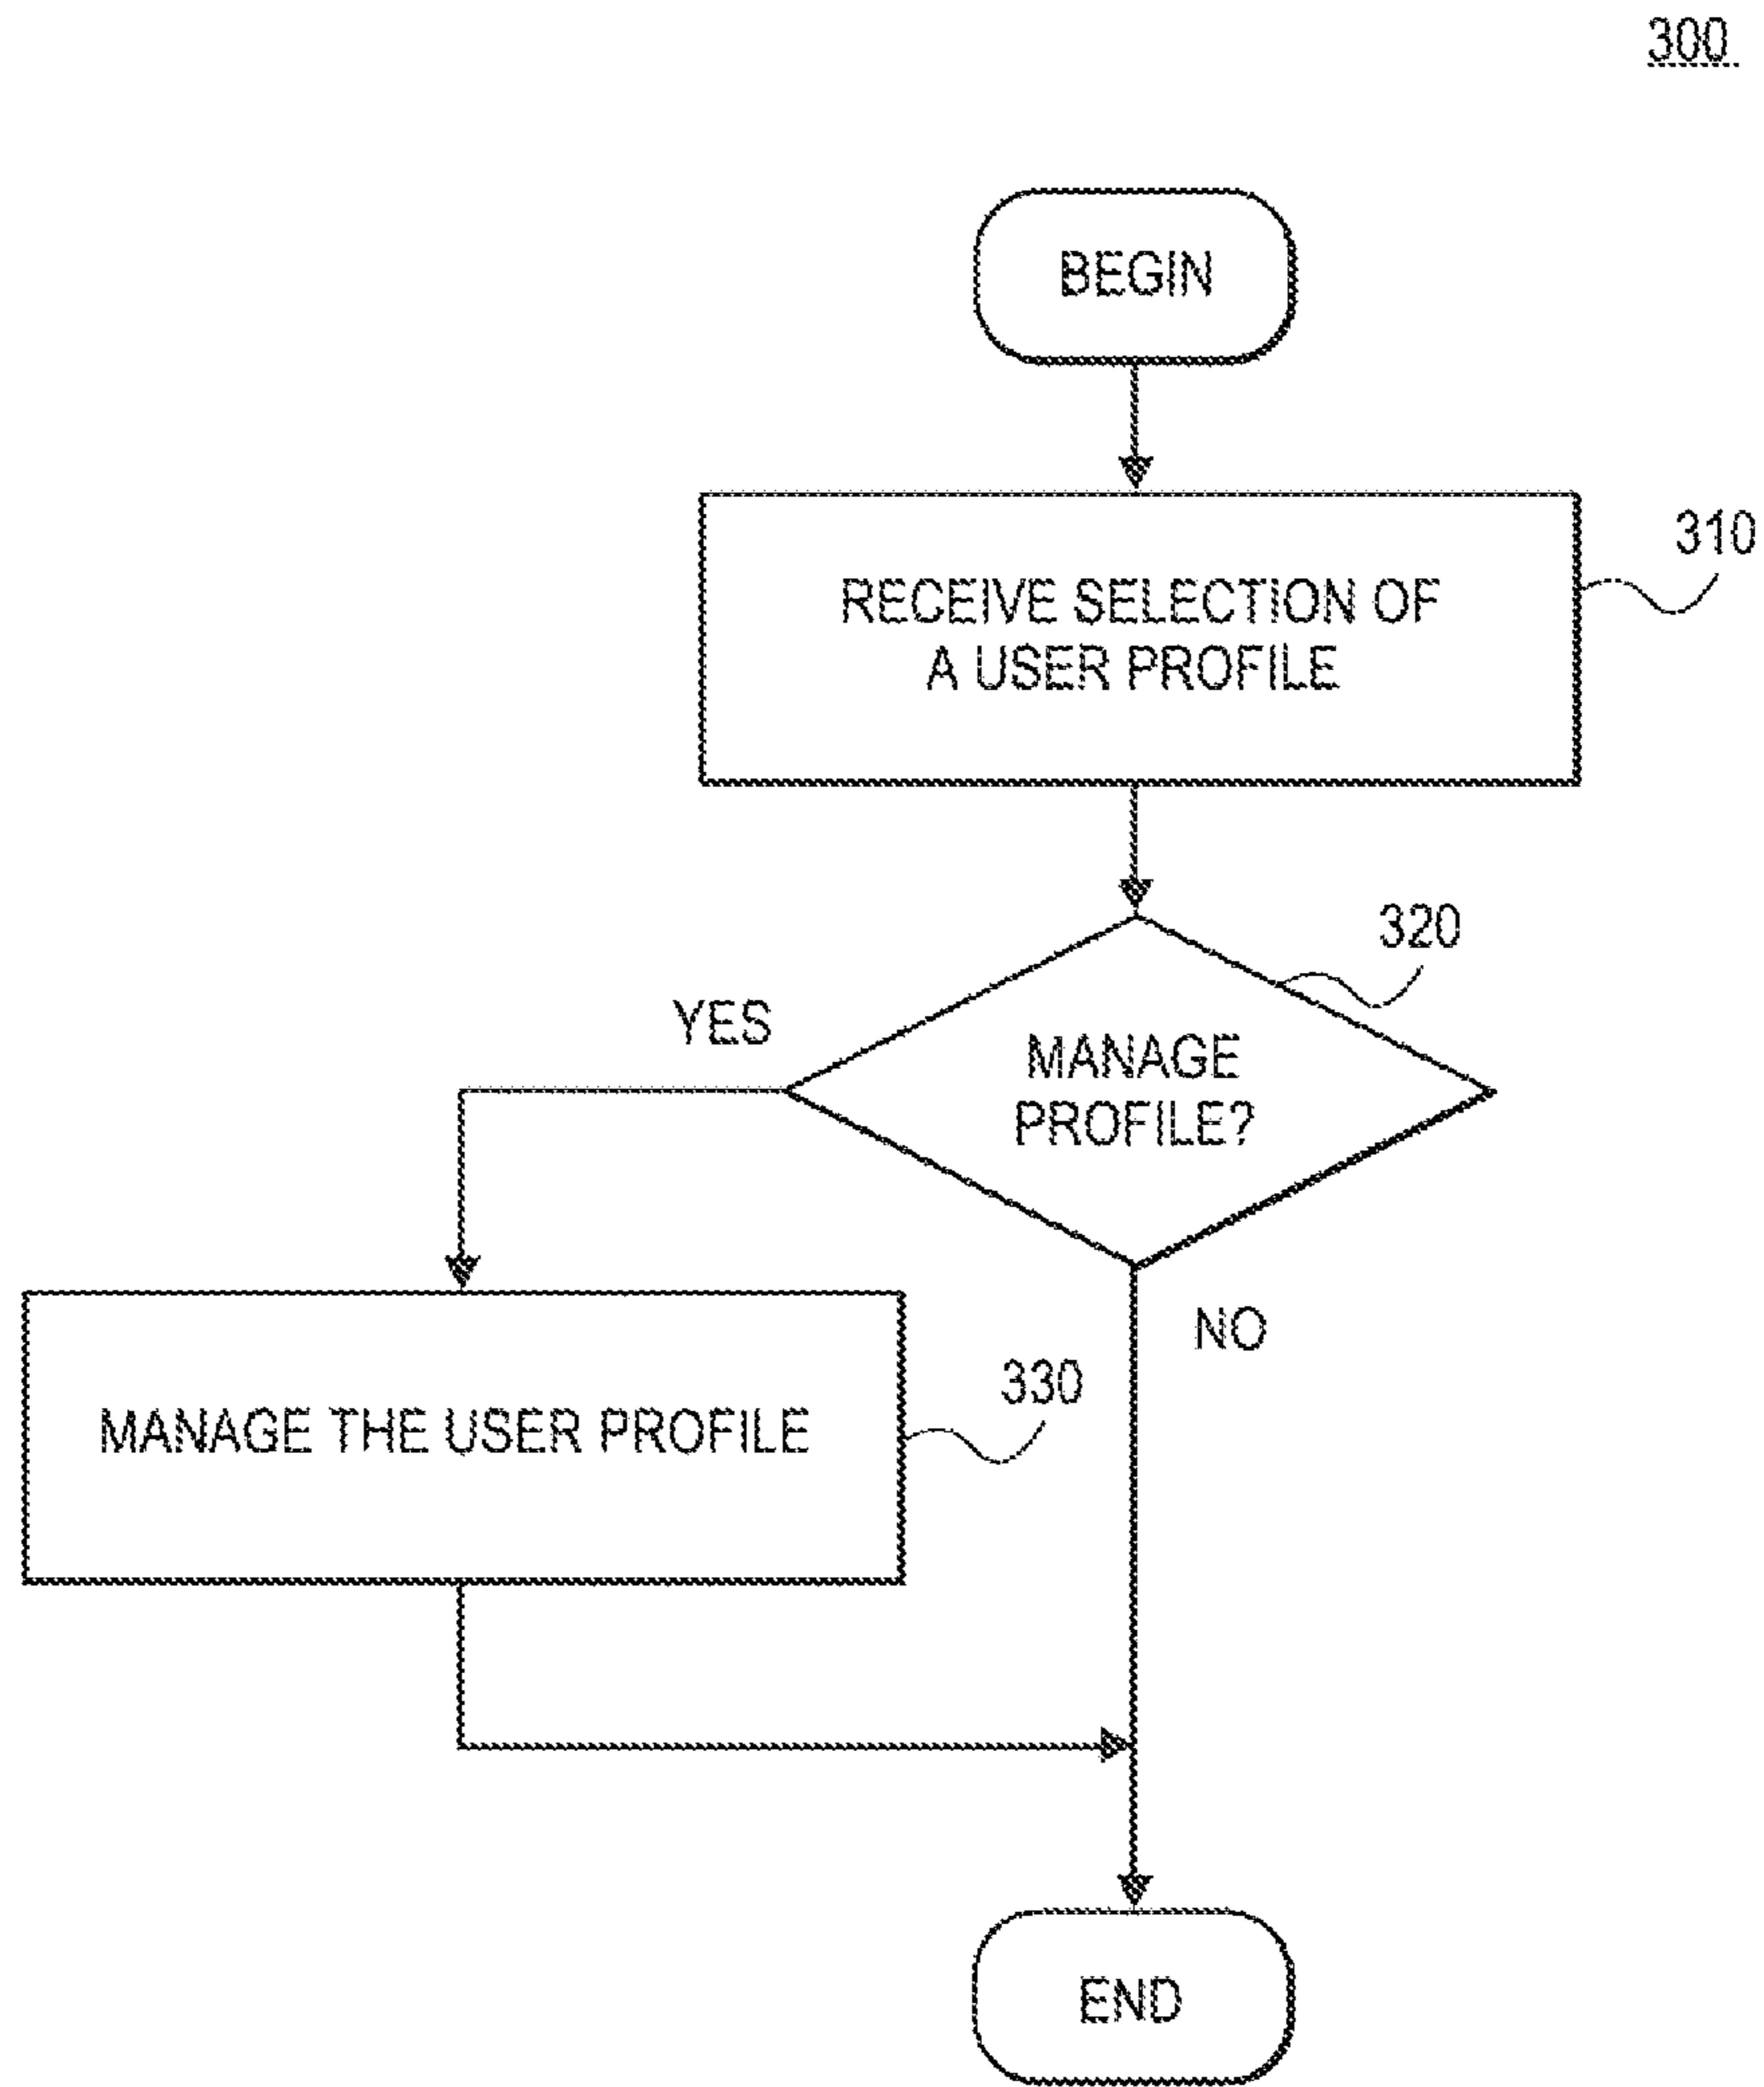 300
BEGIN
RECEIVE SELECTION OF
A USER PROFILE
310
320
MANAGE
PROFILE?
YES
NO
MANAGE THE USER PROFILE
330
END